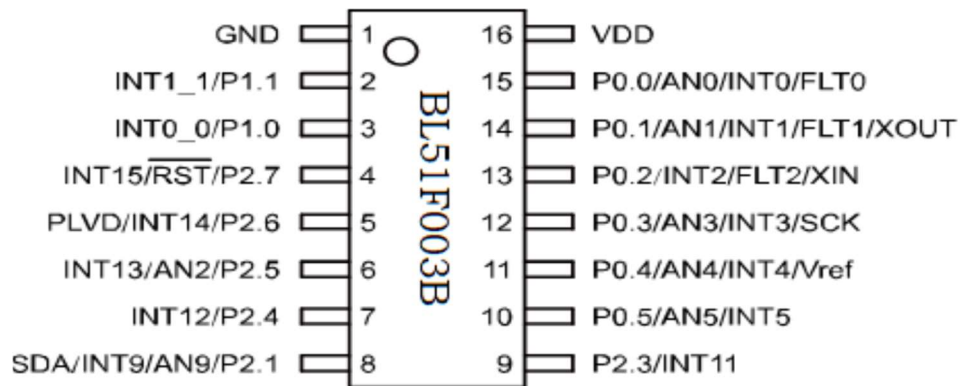 GND 1 16 VDD
INT1_1/P1.1 2 15 P0.0/AN0/INT0/FLT0
INT0_0/P1.0 3 14 P0.1/AN1/INT1/FLT1/XOUT
INT15/RST/P2.7 4 13 P0.2/INT2/FLT2/XIN
PLVD/INT14/P2.6 5 12 P0.3/AN3/INT3/SCK
INT13/AN2/P2.5 6 11 P0.4/AN4/INT4/Vref
INT12/P2.4 7 10 P0.5/AN5/INT5
SDA/INT9/AN9/P2.1 8 9 P2.3/INT11
BL51F003B